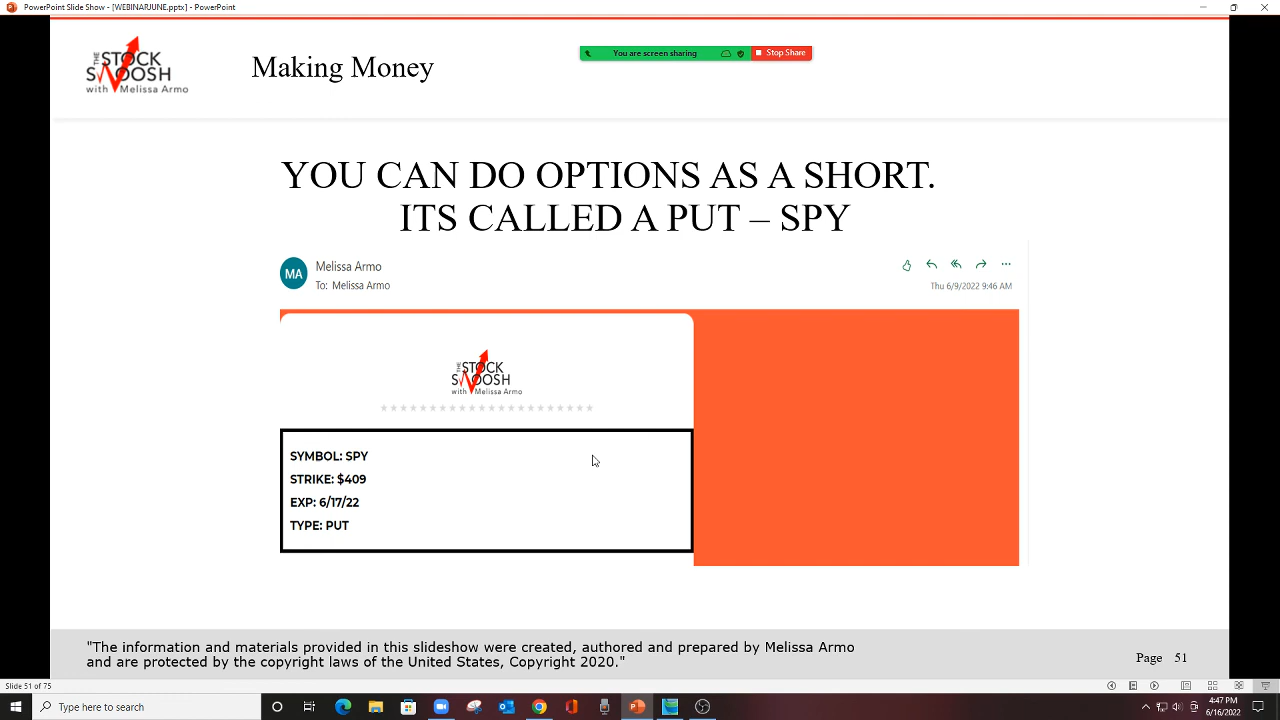 PowerPoint Slide Show - [WEBINARJUNE.pptx] - PowerPoint
THE STOCK SWOOSH
with Melissa Armo
Making Money
You are screen sharing
Stop Share
YOU CAN DO OPTIONS AS A SHORT.
ITS CALLED A PUT – SPY
MA
Melissa Armo
To: Melissa Armo
Thu 6/9/2022 9:46 AM
THE STOCK
SWOOSH
with Melissa Armo
SYMBOL: SPY
STRIKE: $409
EXP: 6/17/22
TYPE: PUT
"The information and materials provided in this slideshow were created, authored and prepared by Melissa Armo
and are protected by the copyright laws of the United States, Copyright 2020."
Page 51
Slide 51 of 75
Type here to search
4:47 PM
6/16/2022